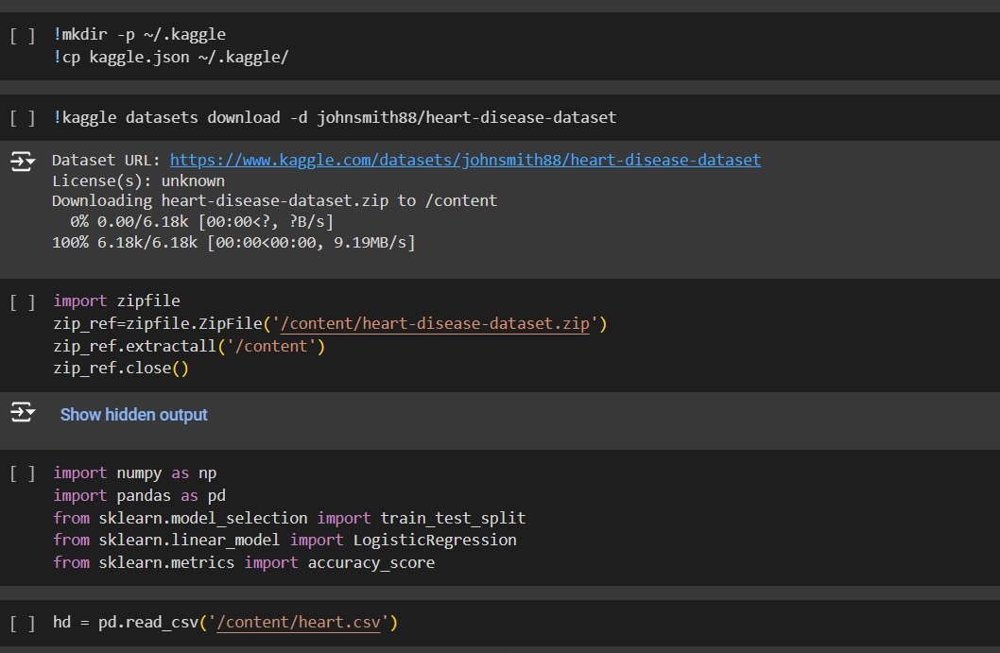 [ ] !mkdir -p ~/.kaggle
!cp kaggle.json ~/.kaggle/
[ ] !kaggle datasets download -d johnsmith88/heart-disease-dataset
Dataset URL: https://www.kaggle.com/datasets/johnsmith88/heart-disease-dataset
License(s): unknown
Downloading heart-disease-dataset.zip to /content
0% 0.00/6.18k [00:00<?, ?B/s]
100% 6.18k/6.18k [00:00<00:00, 9.19MB/s]
[ ] import zipfile
zip_ref=zipfile.ZipFile('/content/heart-disease-dataset.zip')
zip_ref.extractall('/content')
zip_ref.close()
Show hidden output
[ ] import numpy as np
import pandas as pd
from sklearn.model_selection import train_test_split
from sklearn.linear_model import LogisticRegression
from sklearn.metrics import accuracy_score
[ ] hd = pd.read_csv('/content/heart.csv')